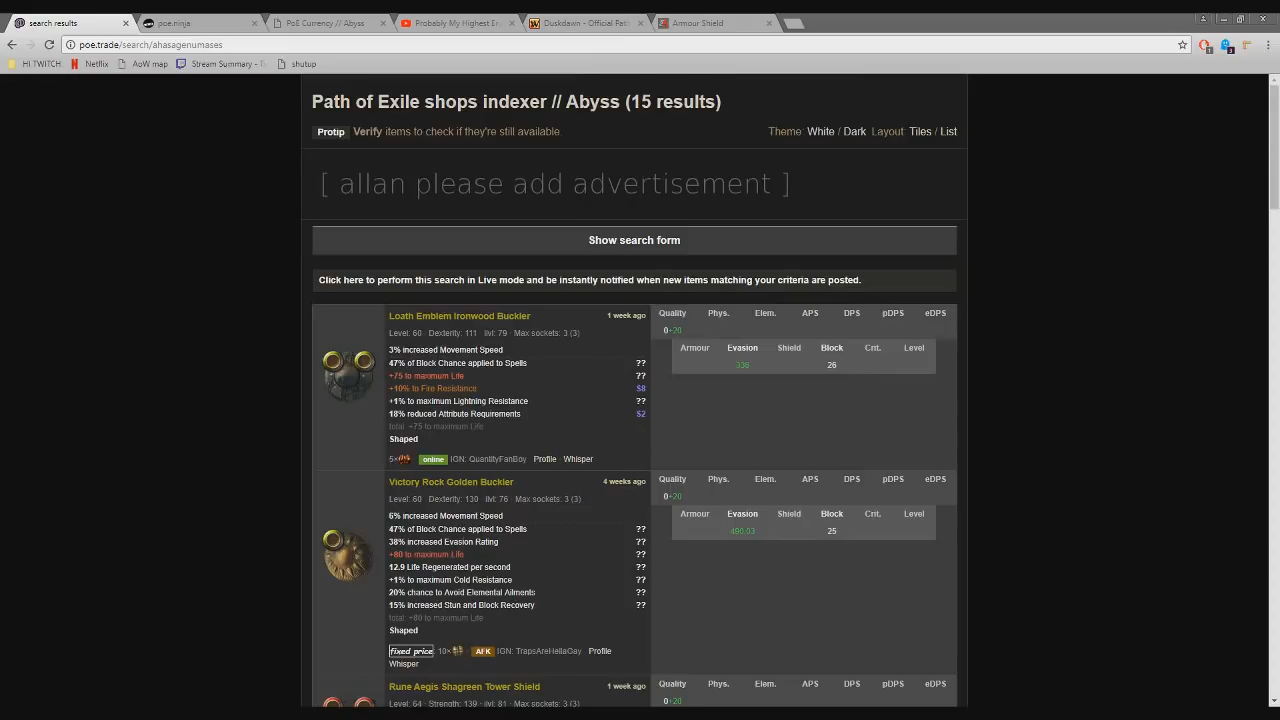 search results
poe.ninja
PoE Currency // Abyss
Probably My Highest Er
Duskdawn - Official Pat
Armour Shield
poe.trade/search/ahasagenumases
HI TWITCH
Netflix
AoW map
Stream Summary - Tw
shutup
Path of Exile shops indexer // Abyss (15 results)
Protip Verify items to check if they're still available.
Theme: White / Dark Layout: Tiles / List
[ allan please add advertisement ]
Show search form
Click here to perform this search in Live mode and be instantly notified when new items matching your criteria are posted.
Loath Emblem Ironwood Buckler 1 week ago
Level: 60 · Dexterity: 111 · ilvl: 79 · Max sockets: 3 (3)
3% increased Movement Speed
47% of Block Chance applied to Spells ??
+75 to maximum Life ??
+10% to Fire Resistance S8
+1% to maximum Lightning Resistance ??
18% reduced Attribute Requirements S2
total: +75 to maximum Life
Shaped
5× online IGN: QuantityFanBoy Profile Whisper
Quality Phys. Elem. APS DPS pDPS eDPS
0+20
Armour Evasion Shield Block Crit. Level
336 26
Victory Rock Golden Buckler 4 weeks ago
Level: 60 · Dexterity: 130 · ilvl: 76 · Max sockets: 3 (3)
6% increased Movement Speed
47% of Block Chance applied to Spells ??
38% increased Evasion Rating ??
+80 to maximum Life ??
12.9 Life Regenerated per second ??
+1% to maximum Cold Resistance ??
20% chance to Avoid Elemental Ailments ??
15% increased Stun and Block Recovery ??
total: +80 to maximum Life
Shaped
fixed price: 10× · AFK IGN: TrapsAreHellaGay Profile
Whisper
Quality Phys. Elem. APS DPS pDPS eDPS
0+20
Armour Evasion Shield Block Crit. Level
490.03 25
Rune Aegis Shagreen Tower Shield 1 week ago
Level: 64 · Strength: 139 · ilvl: 81 · Max sockets: 3 (3)
Quality Phys. Elem. APS DPS pDPS eDPS
0+20